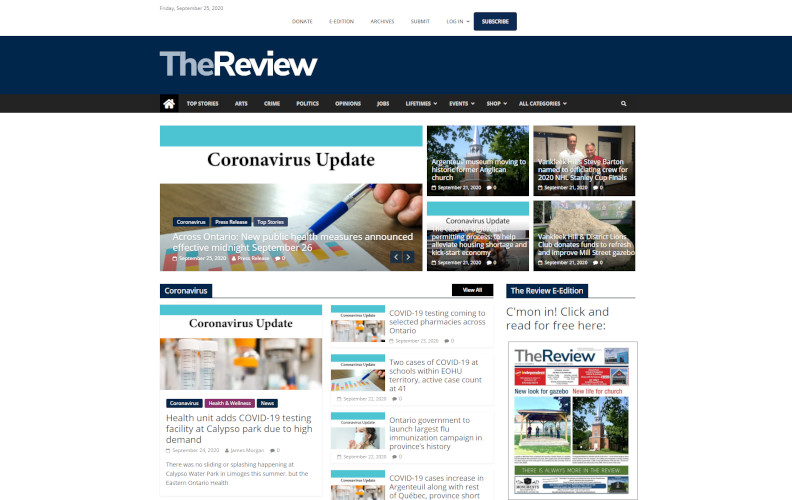 Friday, September 25, 2020
DONATE E-EDITION ARCHIVES SUBMIT LOG IN SUBSCRIBE
TheReview
TOP STORIES ARTS CRIME POLITICS OPINIONS JOBS LIFETIMES EVENTS SHOP ALL CATEGORIES
Coronavirus Update
Coronavirus Press Release Top Stories
Across Ontario: New public health measures announced
effective midnight September 26
September 25, 2020 Press Release 0
Argenteuil museum moving to
historic former Anglican
church
September 21, 2020 0
Vankleek Hill's Steve Barton
named to officiating crew for
2020 NHL Stanley Cup Finals
September 21, 2020 0
Coronavirus Update
permitting process: to help
alleviate housing shortage and
kick-start economy
September 21, 2020 0
Vankleek Hill & District Lions
Club donates funds to refresh
and improve Mill Street gazebo
September 21, 2020 0
Coronavirus
View All
Coronavirus Update
Coronavirus Health & Wellness News
Health unit adds COVID-19 testing
facility at Calypso park due to high
demand
September 24, 2020 James Morgan 0
There was no sliding or splashing happening at
Calypso Water Park in Limoges this summer, but the
Eastern Ontario Health
Coronavirus Update
COVID-19 testing coming to
selected pharmacies across
Ontario
September 23, 2020 0
Coronavirus Update
Two cases of COVID-19 at
schools within EOHU
territory, active case count
at 41
September 22, 2020 0
Coronavirus Update
Ontario government to
launch largest flu
immunization campaign in
province's history
September 22, 2020 0
Coronavirus Update
COVID-19 cases increase in
Argenteuil along with rest
of Québec, province short
The Review E-Edition
C'mon in! Click and
read for free here:
TheReview
New look for gazebo New life for church
THERE IS ALWAYS MORE IN THE REVIEW.